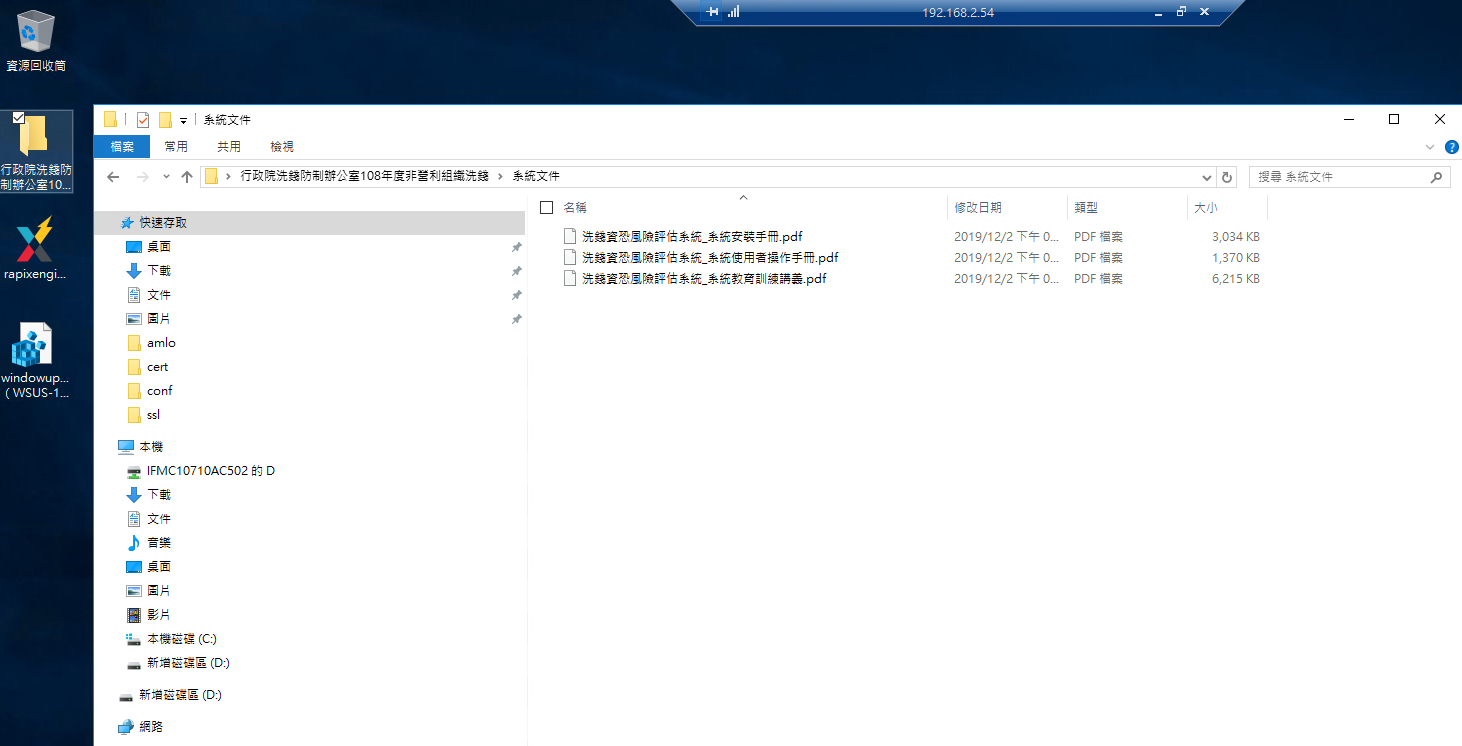 192.168.2.54
資源回收筒
行政院洗錢防
制辦公室10...
rapixengi...
windowup...
( WSUS-1...
系統文件
檔案 常用 共用 檢視
行政院洗錢防制辦公室108年度非營利組織洗錢 系統文件
搜尋 系統文件
快速存取
桌面
下載
文件
圖片
amlo
cert
conf
ssl
本機
IFMC10710AC502 的 D
下載
文件
音樂
桌面
圖片
影片
本機磁碟 (C:)
新增磁碟區 (D:)
新增磁碟區 (D:)
網路
名稱 修改日期 類型 大小
洗錢資恐風險評估系統_系統安裝手冊.pdf 2019/12/2 下午 0... PDF 檔案 3,034 KB
洗錢資恐風險評估系統_系統使用者操作手冊.pdf 2019/12/2 下午 0... PDF 檔案 1,370 KB
洗錢資恐風險評估系統_系統教育訓練講義.pdf 2019/12/2 下午 0... PDF 檔案 6,215 KB